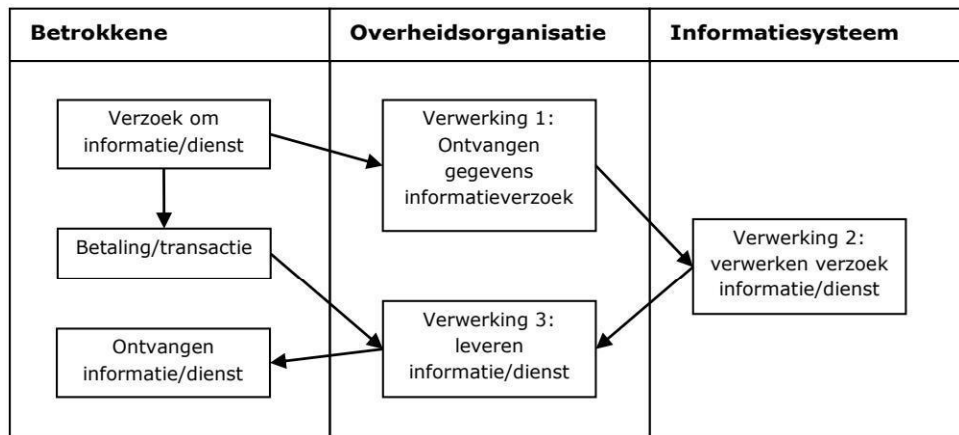 Betrokkene
Overheidsorganisatie
Informatiesysteem
Verzoek om
informatie/dienst
Verwerking 1:
Ontvangen
gegevens
informatieverzoek
Betaling/transactie
Verwerking 2:
verwerken verzoek
informatie/dienst
Verwerking 3:
leveren
informatie/dienst
Ontvangen
informatie/dienst